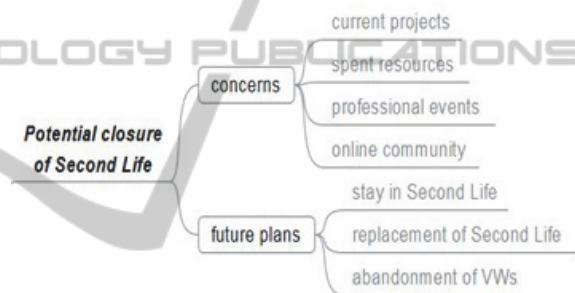 current projects
OLOGY PUBLICATIONS
spent resources
concerns
professional events
Potential closure
of Second Life
online community
stay in Second Life
future plans
replacement of Second Life
abandonment of VWs